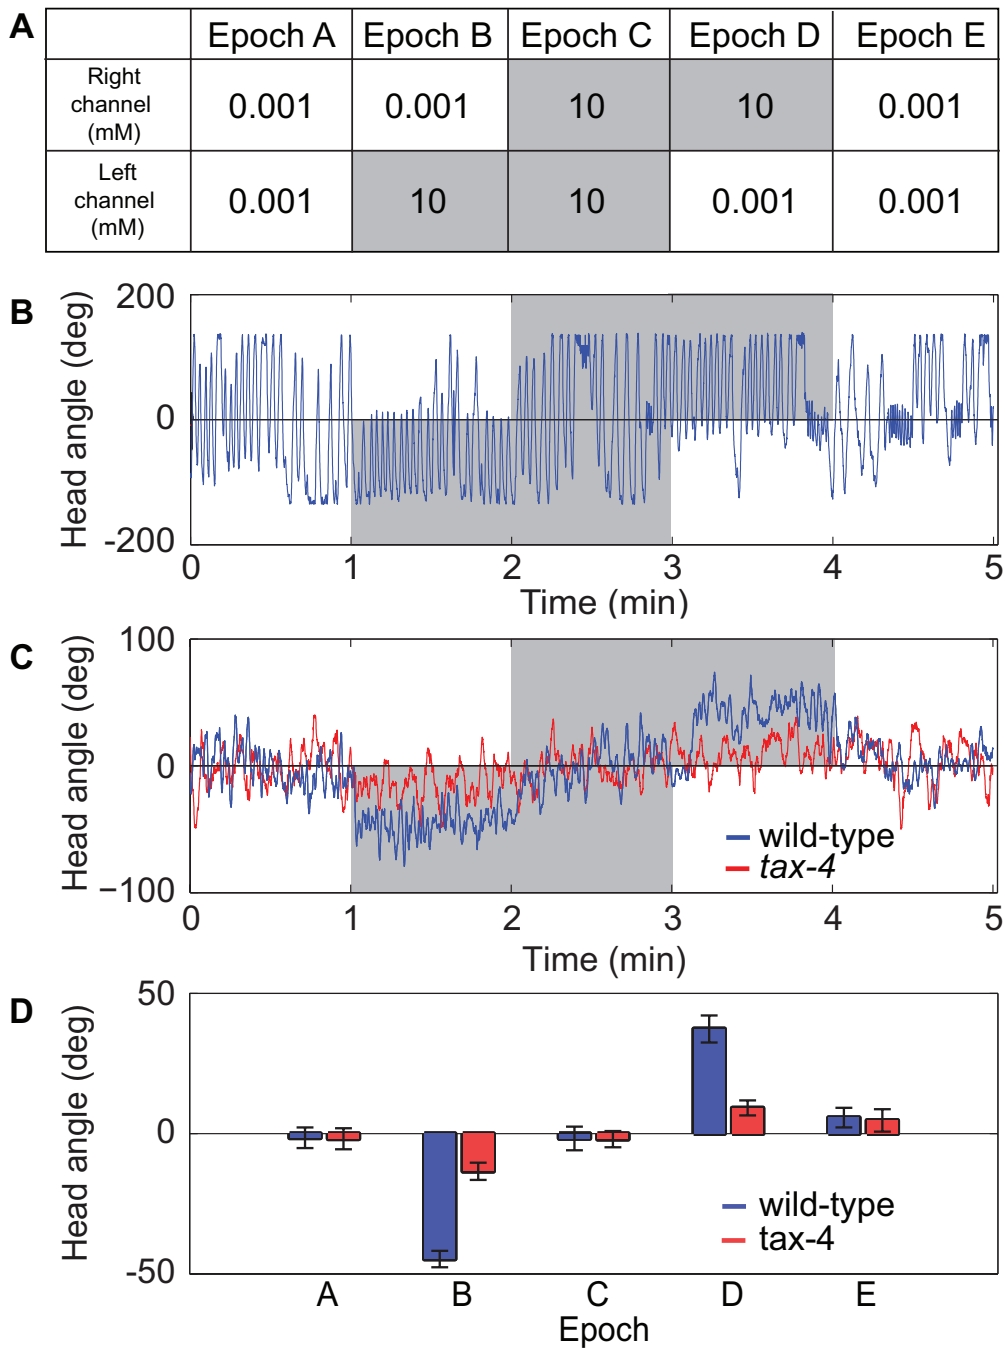 A
Epoch A Epoch B Epoch C Epoch D Epoch E
Right channel (mM) 0.001 0.001 10 10 0.001
Left channel (mM) 0.001 10 10 0.001 0.001
B
Head angle (deg)
200
0
-200
0 1 2 3 4 5
Time (min)
C
Head angle (deg)
100
0
−100
wild-type
tax-4
0 1 2 3 4 5
Time (min)
D
Head angle (deg)
50
0
-50
wild-type
tax-4
A B C D E
Epoch